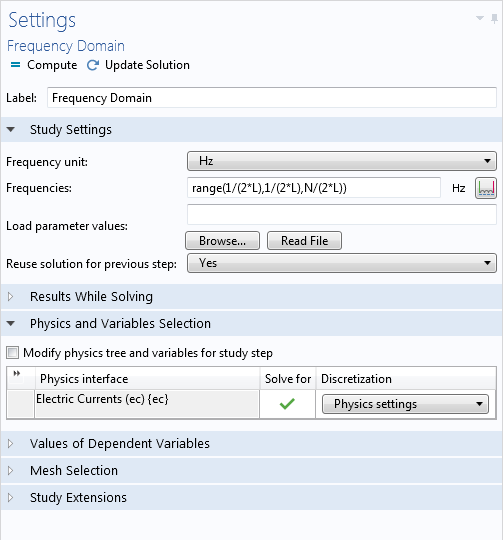 Settings
Frequency Domain
= Compute Update Solution
Label: Frequency Domain
Study Settings
Frequency unit: Hz
Frequencies: range(1/(2*L),1/(2*L),N/(2*L)) Hz
Load parameter values:
Browse... Read File
Reuse solution for previous step: Yes
Results While Solving
Physics and Variables Selection
Modify physics tree and variables for study step
Physics interface Solve for Discretization
Electric Currents (ec) {ec} Physics settings
Values of Dependent Variables
Mesh Selection
Study Extensions